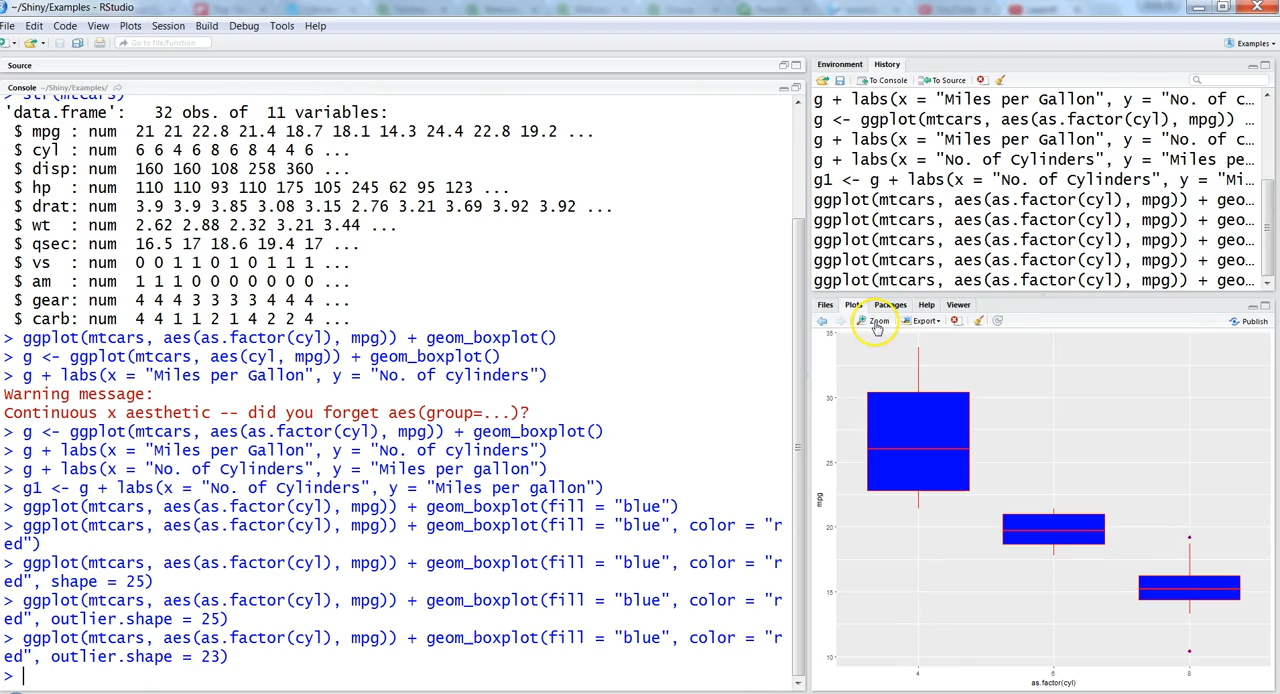 ~/Shiny/Examples - RStudio
File Edit Code View Plots Session Build Debug Tools Help
Go to file/function
Examples
Source
Console ~/Shiny/Examples/
> str(mtcars)
'data.frame': 32 obs. of 11 variables:
$ mpg : num 21 21 22.8 21.4 18.7 18.1 14.3 24.4 22.8 19.2 ...
$ cyl : num 6 6 4 6 8 6 8 4 4 6 ...
$ disp: num 160 160 108 258 360 ...
$ hp : num 110 110 93 110 175 105 245 62 95 123 ...
$ drat: num 3.9 3.9 3.85 3.08 3.15 2.76 3.21 3.69 3.92 3.92 ...
$ wt : num 2.62 2.88 2.32 3.21 3.44 ...
$ qsec: num 16.5 17 18.6 19.4 17 ...
$ vs : num 0 0 1 1 0 1 0 1 1 1 ...
$ am : num 1 1 1 0 0 0 0 0 0 0 ...
$ gear: num 4 4 4 3 3 3 3 4 4 4 ...
$ carb: num 4 4 1 1 2 1 4 2 2 4 ...
> ggplot(mtcars, aes(as.factor(cyl), mpg)) + geom_boxplot()
> g <- ggplot(mtcars, aes(cyl, mpg)) + geom_boxplot()
> g + labs(x = "Miles per Gallon", y = "No. of cylinders")
Warning message:
Continuous x aesthetic -- did you forget aes(group=...)?
> g <- ggplot(mtcars, aes(as.factor(cyl), mpg)) + geom_boxplot()
> g + labs(x = "Miles per Gallon", y = "No. of cylinders")
> g + labs(x = "No. of Cylinders", y = "Miles per gallon")
> g1 <- g + labs(x = "No. of Cylinders", y = "Miles per gallon")
> ggplot(mtcars, aes(as.factor(cyl), mpg)) + geom_boxplot(fill = "blue")
> ggplot(mtcars, aes(as.factor(cyl), mpg)) + geom_boxplot(fill = "blue", color = "r
ed")
> ggplot(mtcars, aes(as.factor(cyl), mpg)) + geom_boxplot(fill = "blue", color = "r
ed", shape = 25)
> ggplot(mtcars, aes(as.factor(cyl), mpg)) + geom_boxplot(fill = "blue", color = "r
ed", outlier.shape = 25)
> ggplot(mtcars, aes(as.factor(cyl), mpg)) + geom_boxplot(fill = "blue", color = "r
ed", outlier.shape = 23)
>
Environment History
To Console To Source
g + labs(x = "Miles per Gallon", y = "No. of c…
g <- ggplot(mtcars, aes(as.factor(cyl), mpg)) …
g + labs(x = "Miles per Gallon", y = "No. of c…
g + labs(x = "No. of Cylinders", y = "Miles pe…
g1 <- g + labs(x = "No. of Cylinders", y = "Mi…
ggplot(mtcars, aes(as.factor(cyl), mpg)) + geo…
ggplot(mtcars, aes(as.factor(cyl), mpg)) + geo…
ggplot(mtcars, aes(as.factor(cyl), mpg)) + geo…
ggplot(mtcars, aes(as.factor(cyl), mpg)) + geo…
ggplot(mtcars, aes(as.factor(cyl), mpg)) + geo…
Files Plots Packages Help Viewer
Zoom Export Publish
35
30
25
mpg
20
15
10
4 6 8
as.factor(cyl)